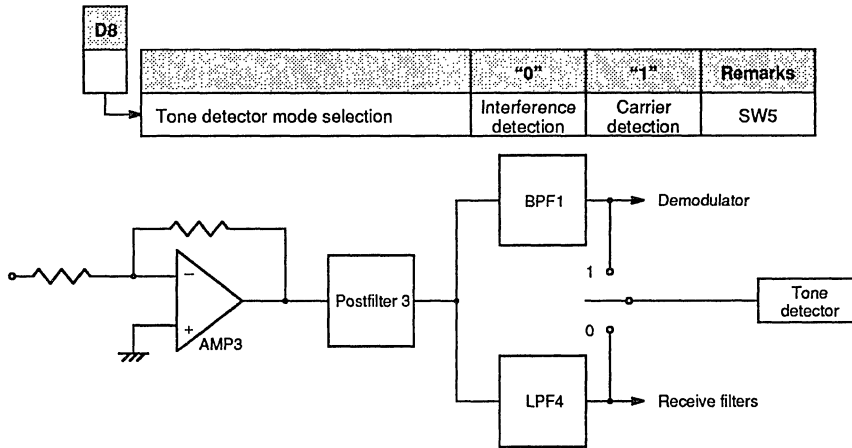 D8
“0” “1” Remarks
Tone detector mode selection
Interference detection
Carrier detection
SW5
BPF1
Demodulator
1
−
+
AMP3
Postfilter 3
Tone detector
0
LPF4
Receive filters